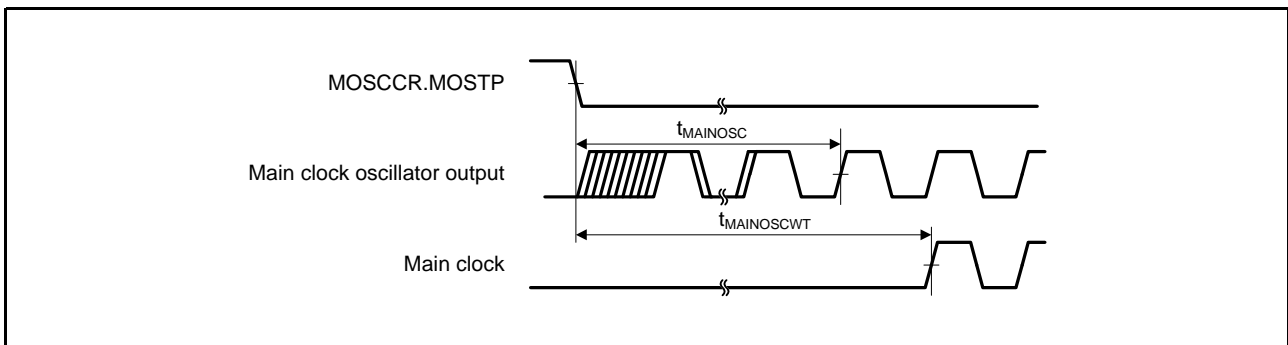 MOSCCR.MOSTP
tMAINOSC
Main clock oscillator output
tMAINOSCWT
Main clock